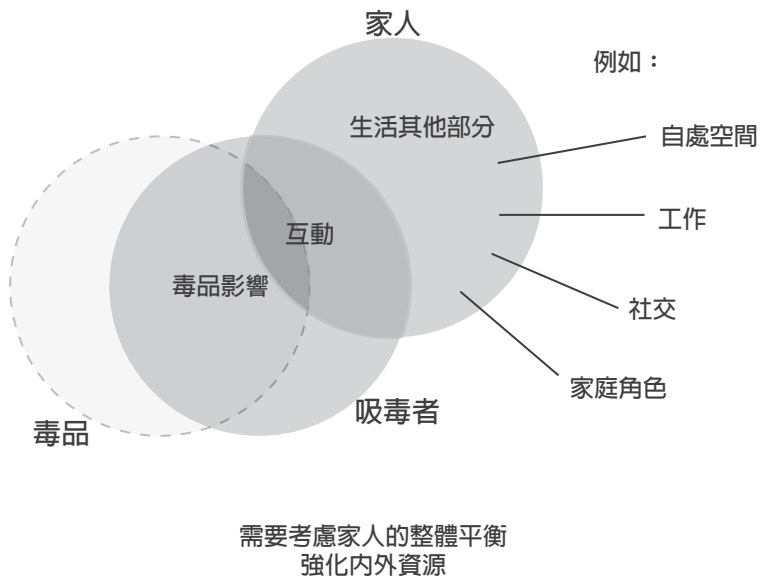 家人
例如：
生活其他部分
自處空間
工作
互動
毒品影響
社交
家庭角色
吸毒者
毒品
需要考慮家人的整體平衡
強化内外資源